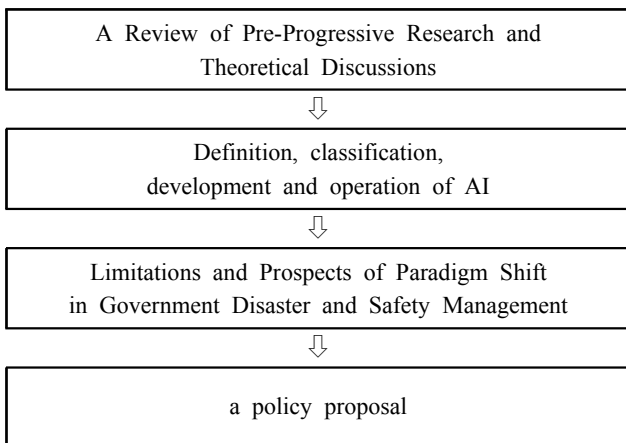 A Review of Pre-Progressive Research and
Theoretical Discussions
Definition, classification,
development and operation of AI
Limitations and Prospects of Paradigm Shift
in Government Disaster and Safety Management
a policy proposal